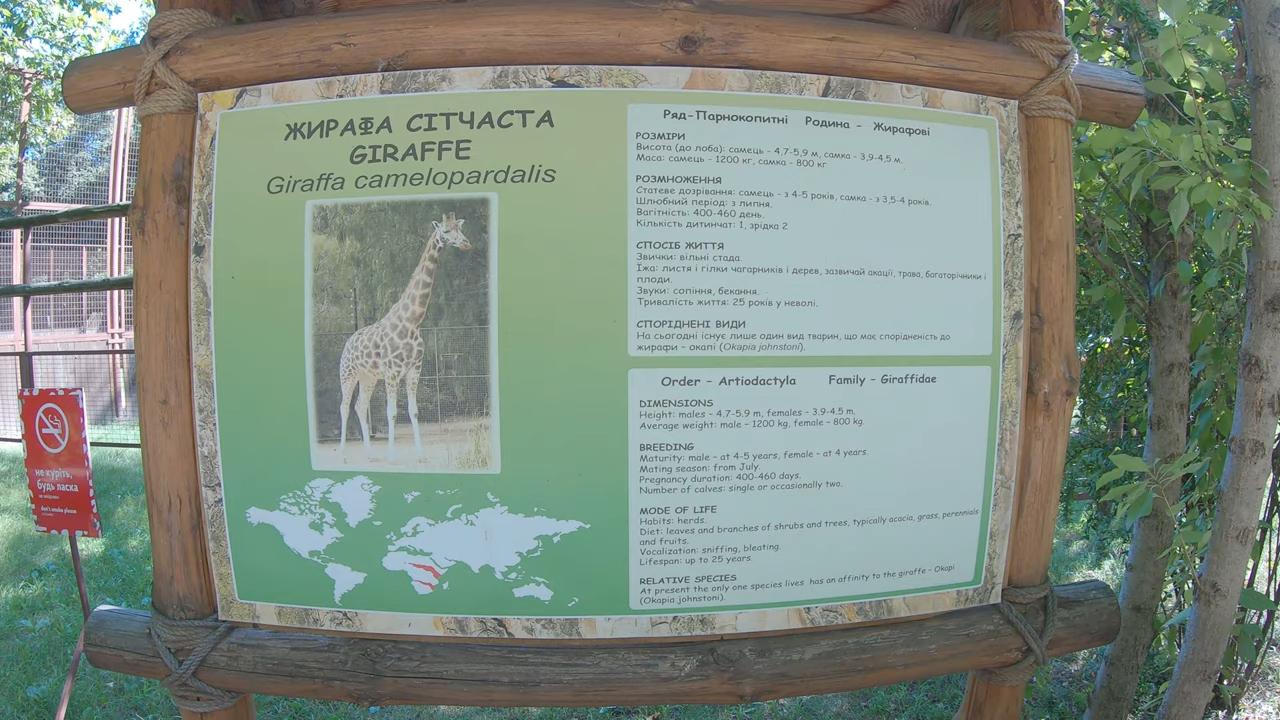 ЖИРАФА СІТЧАСТА
GIRAFFE
Giraffa camelopardalis
Ряд-Парнокопитні Родина - Жирафові
РОЗМІРИ
Висота (до лоба): самець - 4,7-5,9 м, самка - 3,9-4,5 м.
Маса: самець - 1200 кг, самка - 800 кг
РОЗМНОЖЕННЯ
Статеве дозрівання: самець - з 4-5 років, самка - з 3,5-4 років.
Шлюбний період: з липня.
Вагітність: 400-460 день.
Кількість дитинчат: 1, зрідка 2
СПОСІБ ЖИТТЯ
Звички: вільні стада.
Їжа: листя і гілки чагарників і дерев, зазвичай акації, трава, багаторічники і
плоди.
Звуки: сопіння, бекання.
Тривалість життя: 25 років у неволі.
СПОРІДНЕНІ ВИДИ
На сьогодні існує лише один вид тварин, що має спорідненість до
жирафи – окапі (Okapia johnstoni).
Order – Artiodactyla Family – Giraffidae
DIMENSIONS
Height: males – 4.7-5.9 m, females – 3.9-4.5 m.
Average weight: male – 1200 kg, female – 800 kg.
BREEDING
Maturity: male – at 4-5 years, female – at 4 years.
Mating season: from July.
Pregnancy duration: 400-460 days.
Number of calves: single or occasionally two.
MODE OF LIFE
Habits: herds.
Diet: leaves and branches of shrubs and trees, typically acacia, grass, perennials
and fruits.
Vocalization: sniffing, bleating.
Lifespan: up to 25 years.
RELATIVE SPECIES
At present the only one species lives has an affinity to the giraffe – Okapi
(Okapia johnstoni).
не куріть,
будь ласка
don't smoke please